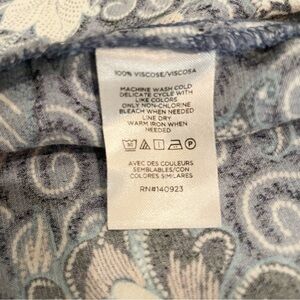 100% VISCOSE/VISCOSA
MACHINE WASH COLD
DELICATE CYCLE WITH
LIKE COLORS
ONLY NON-CHLORINE
BLEACH WHEN NEEDED
LINE DRY
WARM IRON WHEN
NEEDED
AVEC DES COULEURS
SEMBLABLES/CON
COLORES SIMILARES
RN#140923